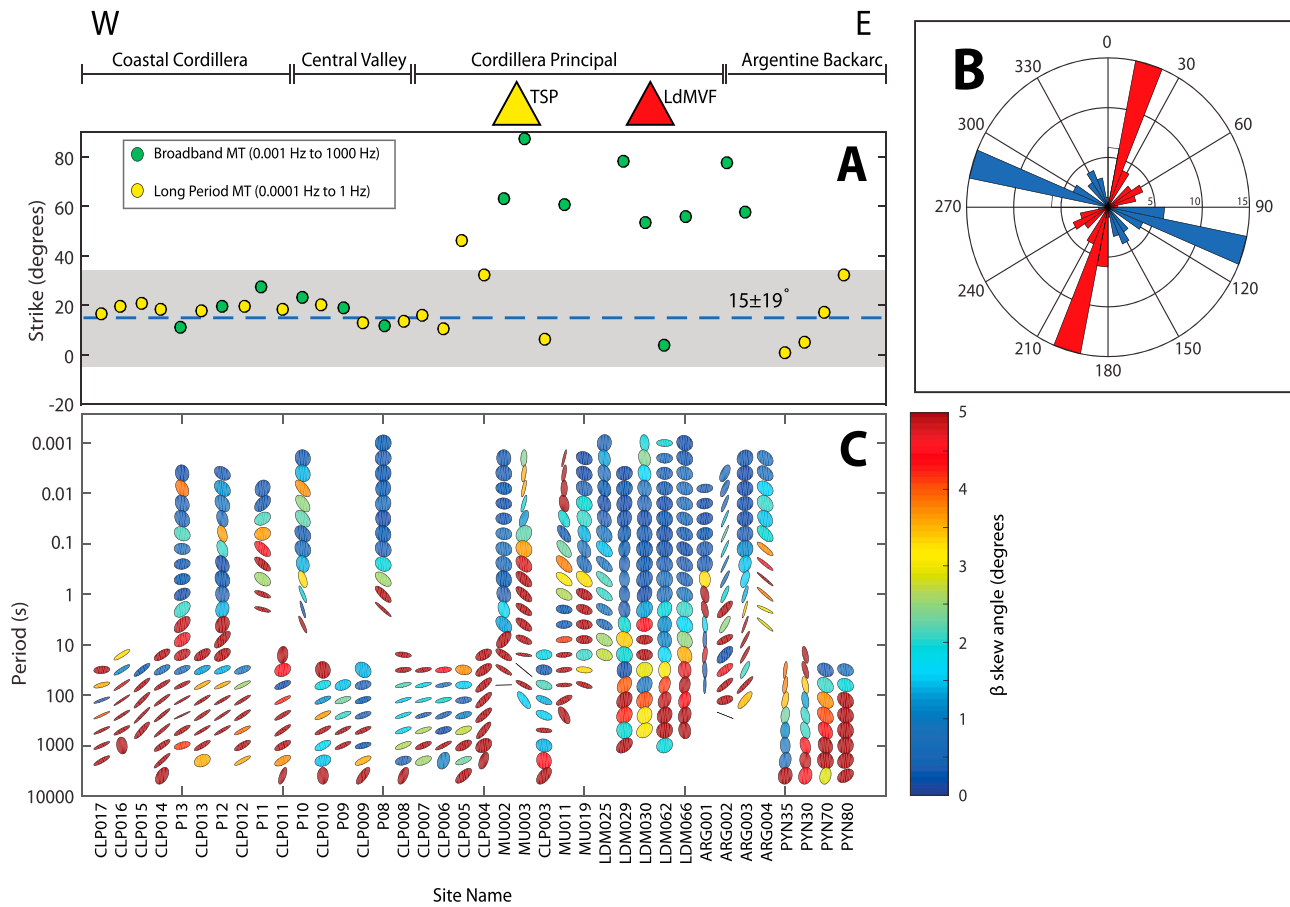 W
E
Coastal Cordillera
Central Valley
Cordillera Principal
Argentine Backarc
TSP
LdMVF
A
Broadband MT (0.001 Hz to 1000 Hz)
Long Period MT (0.0001 Hz to 1 Hz)
15±19°
80
60
40
20
0
-20
Strike (degrees)
B
0
30
60
90
120
150
180
210
240
270
300
330
5
10
15
C
0.001
0.01
0.1
1
10
100
1000
10000
Period (s)
CLP017
CLP016
CLP015
CLP014
P13
CLP013
P12
CLP012
P11
CLP011
P10
CLP010
P09
CLP009
P08
CLP008
CLP007
CLP006
CLP005
CLP004
MU002
MU003
CLP003
MU011
MU019
LDM025
LDM029
LDM030
LDM062
LDM066
ARG001
ARG002
ARG003
ARG004
PYN35
PYN30
PYN70
PYN80
Site Name
5
4
3
2
1
0
β skew angle (degrees